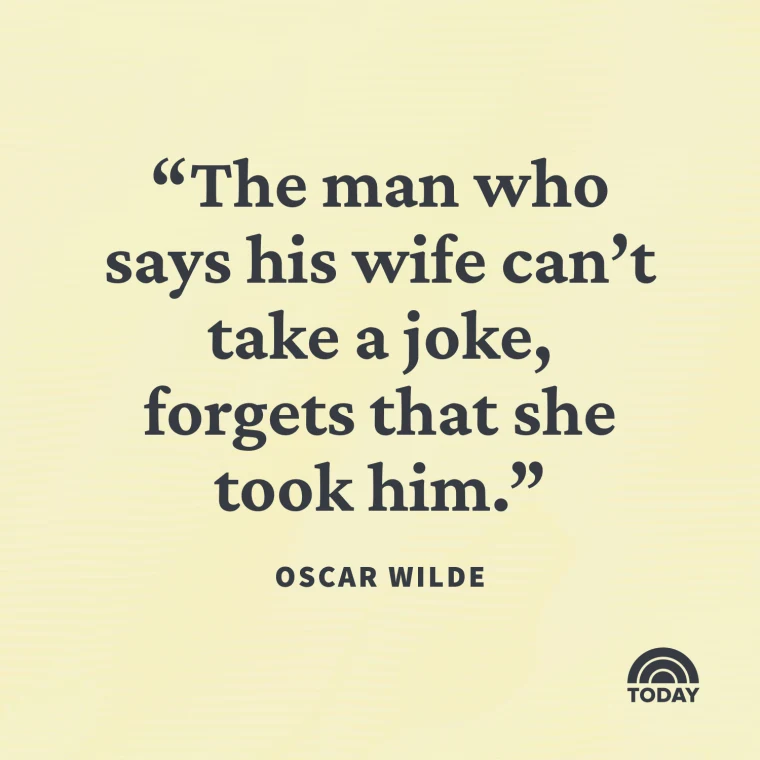 “The man who
says his wife can’t
take a joke,
forgets that she
took him.”
OSCAR WILDE
TODAY